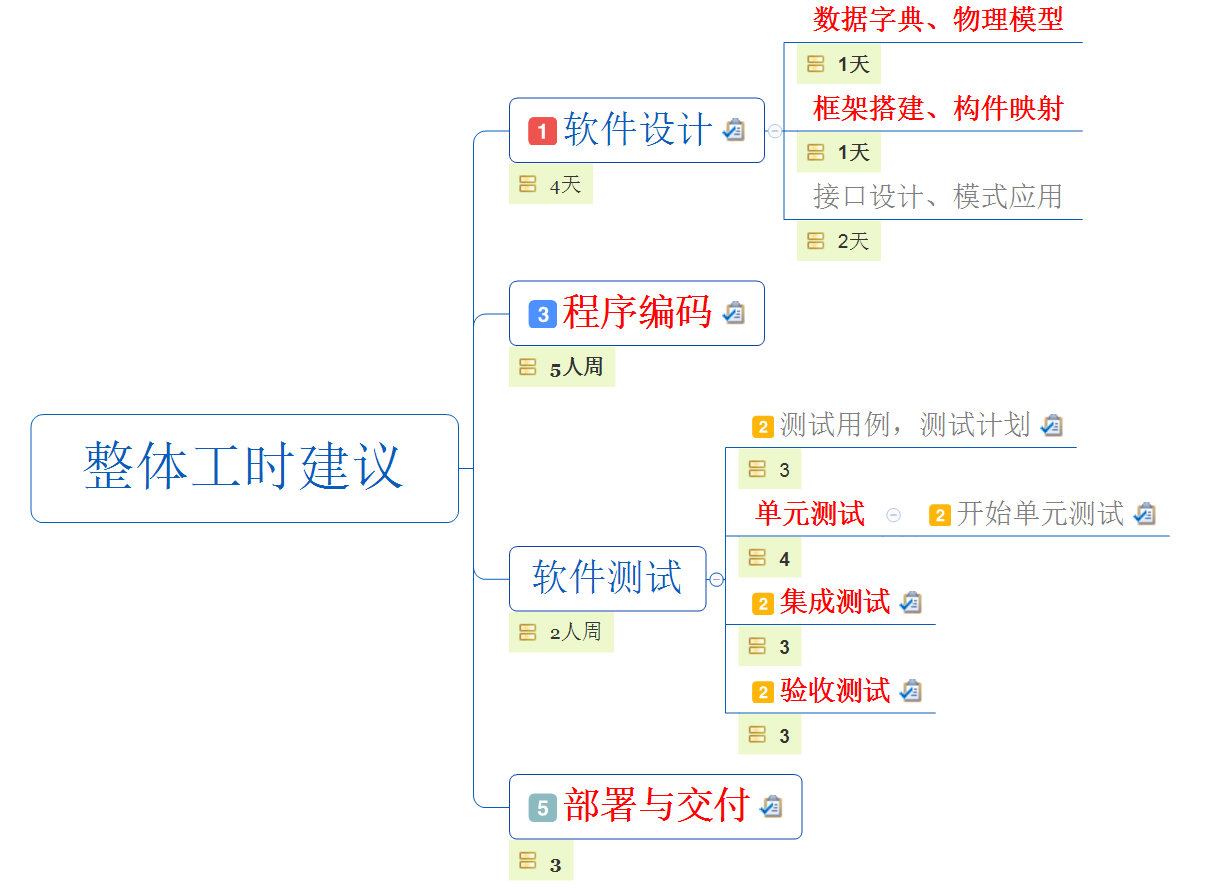 整体工时建议
1 软件设计
4天
数据字典、物理模型
1天
框架搭建、构件映射
1天
接口设计、模式应用
2天
3 程序编码
5人周
软件测试
2人周
2 测试用例，测试计划
3
单元测试
2 开始单元测试
4
2 集成测试
3
2 验收测试
3
5 部署与交付
3